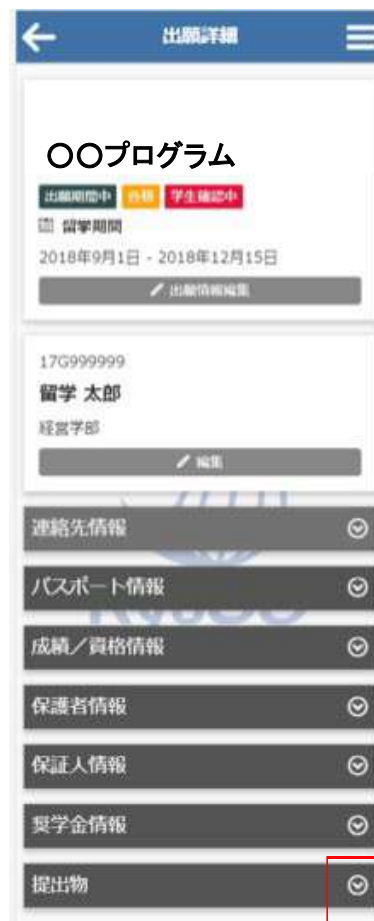 出願詳細
〇〇プログラム
出願期間中 合格 学生確認中
留学期間
2018年9月1日 - 2018年12月15日
出願情報編集
17G999999
留学 太郎
経営学部
編集
連絡先情報
パスポート情報
成績／資格情報
保護者情報
保証人情報
奨学金情報
提出物